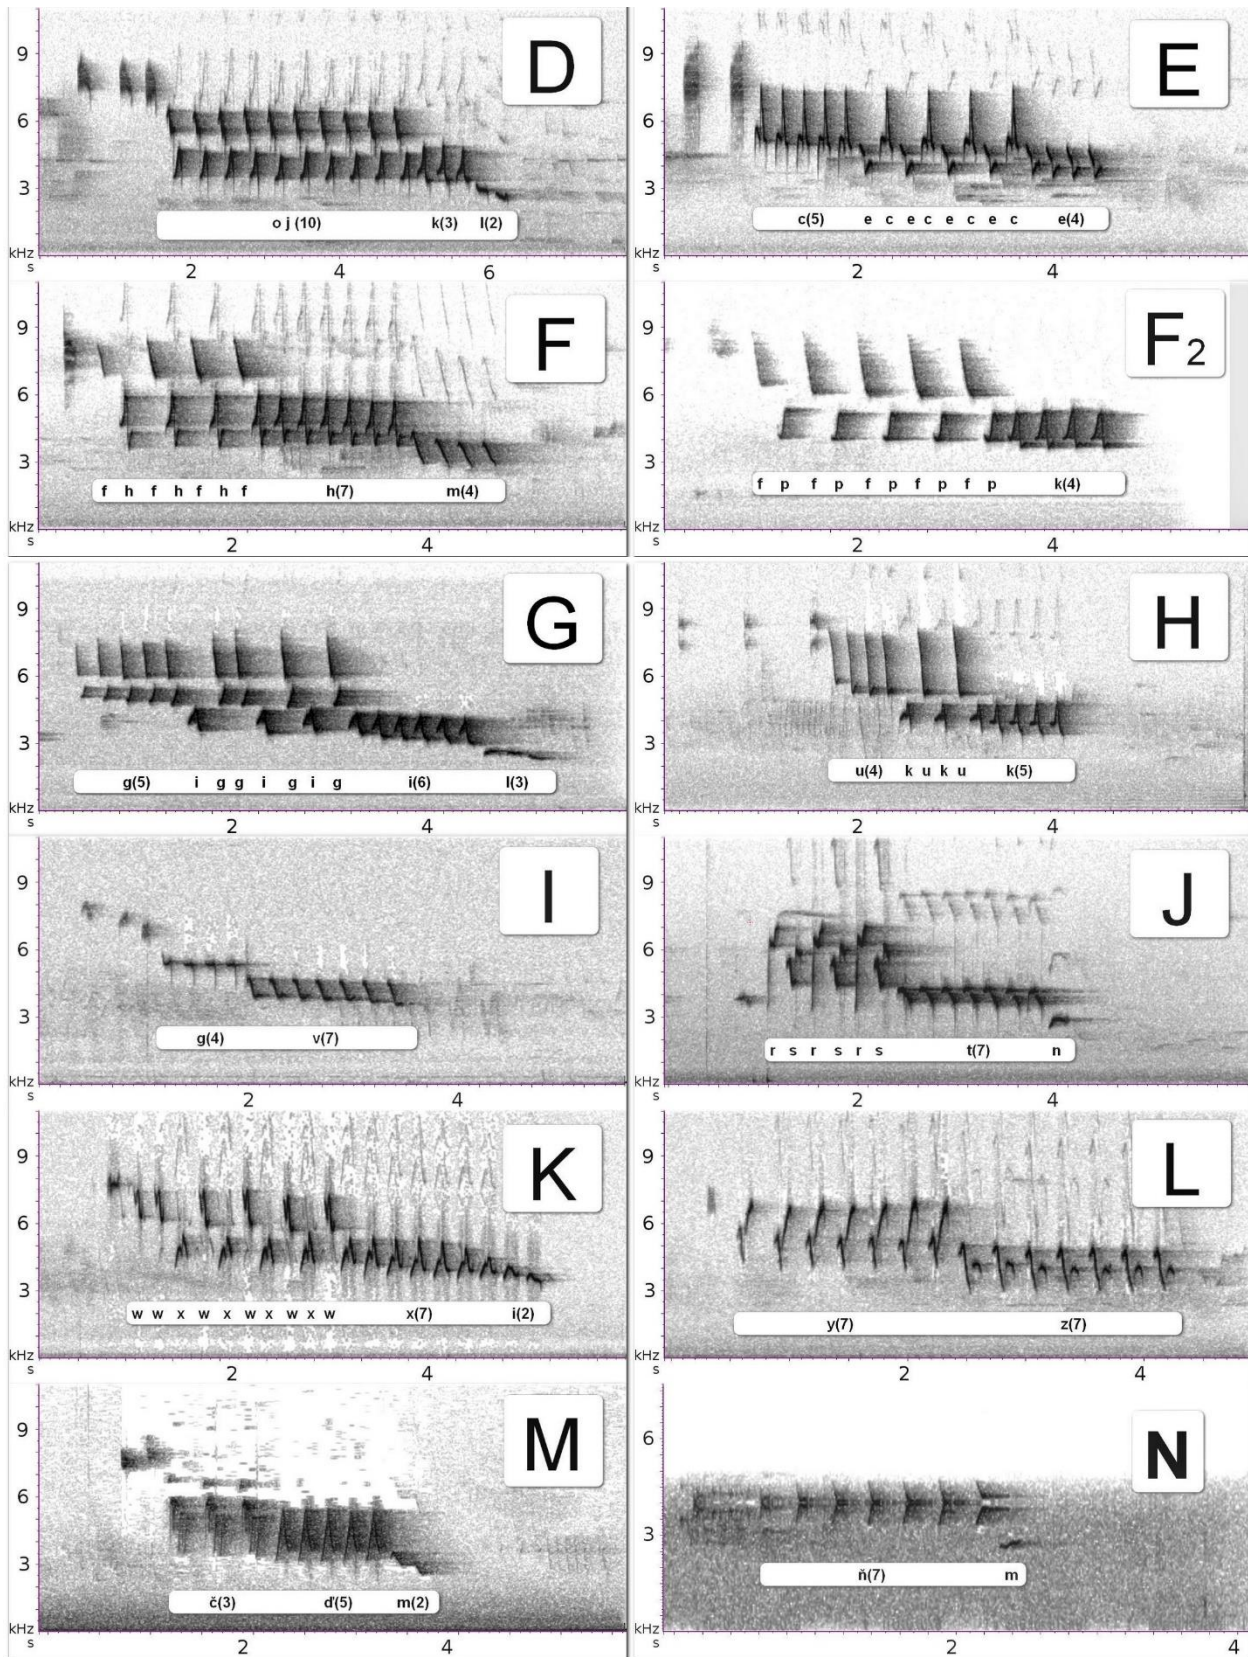 D
9
6
3
kHz
s
o j (10) k(3) l(2)
2 4 6
E
9
6
3
kHz
s
c(5) e c e c e c e c e(4)
2 4
F
9
6
3
kHz
s
f h f h f h f h(7) m(4)
2 4
F2
9
6
3
kHz
s
f p f p f p f p f p k(4)
2 4
G
9
6
3
kHz
s
g(5) i g g i g i g i(6) l(3)
2 4
H
9
6
3
kHz
s
u(4) k u k u k(5)
2 4
I
9
6
3
kHz
s
g(4) v(7)
2 4
J
9
6
3
kHz
s
r s r s r s t(7) n
2 4
K
9
6
3
kHz
s
w w x w x w x w x w x(7) i(2)
2 4
L
9
6
3
kHz
s
y(7) z(7)
2 4
M
9
6
3
kHz
s
č(3) ď(5) m(2)
2 4
N
6
3
kHz
s
ň(7) m
2 4